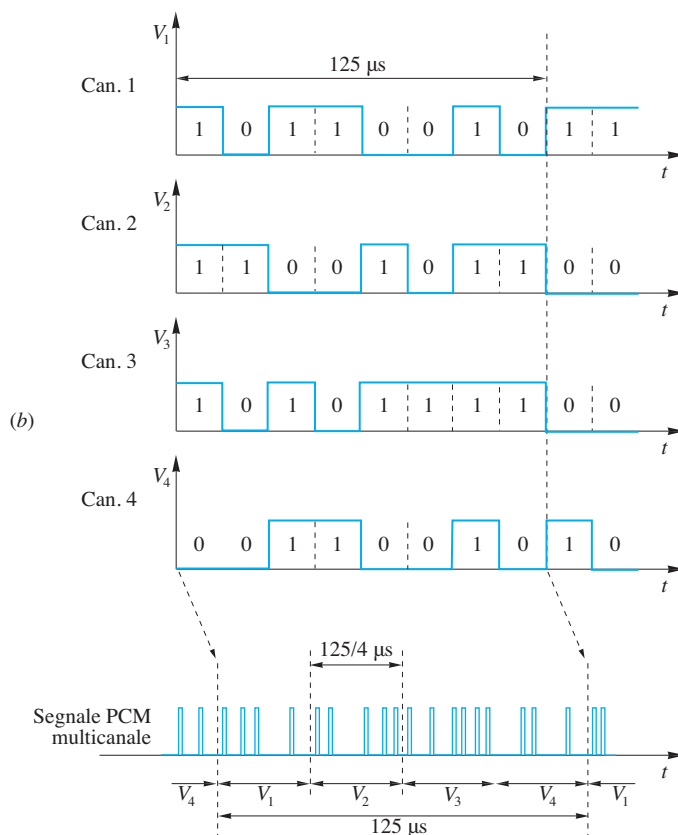 V1
125 µs
Can. 1
1 0 1 1 0 0 1 0 1 1
t
V2
Can. 2
1 1 0 0 1 0 1 1 0 0
t
V3
Can. 3
1 0 1 0 1 1 1 1 0 0
t
(b)
V4
Can. 4
0 0 1 1 0 0 1 0 1 0
t
125/4 µs
Segnale PCM
multicanale
t
V4 V1 V2 V3 V4 V1
125 µs